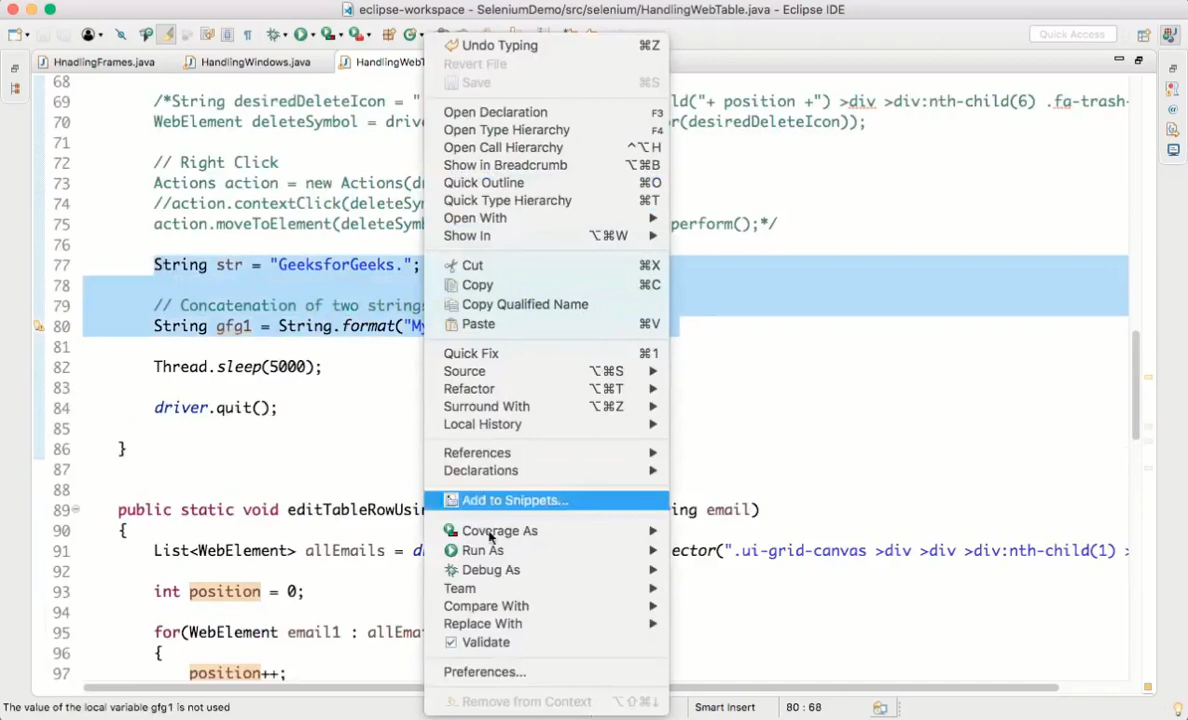 eclipse-workspace - SeleniumDemo/src/selenium/HandlingWebTable.java - Eclipse IDE
Quick Access
HnadlingFrames.java
HandlingWindows.java
HandlingWebT
68
69 /*String desiredDeleteIcon = " ild("+ position +") >div >div:nth-child(6) .fa-trash-
70 WebElement deleteSymbol = drive or(desiredDeleteIcon));
71
72 // Right Click
73 Actions action = new Actions(dr
74 //action.contextClick(deleteSy
75 action.moveToElement(deleteSymb perform();*/
76
77 String str = "GeeksforGeeks.";
78
79 // Concatenation of two strings
80 String gfg1 = String.format("My
81
82 Thread.sleep(5000);
83
84 driver.quit();
85
86 }
87
88
89 public static void editTableRowUsin ing email)
90 {
91 List<WebElement> allEmails = dr ector(".ui-grid-canvas >div >div >div:nth-child(1) >
92
93 int position = 0;
94
95 for(WebElement email1 : allEma
96 {
97 position++;
Undo Typing ⌘Z
Revert File
Save ⌘S
Open Declaration F3
Open Type Hierarchy F4
Open Call Hierarchy ^⌥H
Show in Breadcrumb ⌥⌘B
Quick Outline ⌘O
Quick Type Hierarchy ⌘T
Open With
Show In ⌥⌘W
Cut ⌘X
Copy ⌘C
Copy Qualified Name
Paste ⌘V
Quick Fix ⌘1
Source ⌥⌘S
Refactor ⌥⌘T
Surround With ⌥⌘Z
Local History
References
Declarations
Add to Snippets...
Coverage As
Run As
Debug As
Team
Compare With
Replace With
Validate
Preferences...
Remove from Context ⌥⇧⌘↓
The value of the local variable gfg1 is not used
Smart Insert
80 : 68